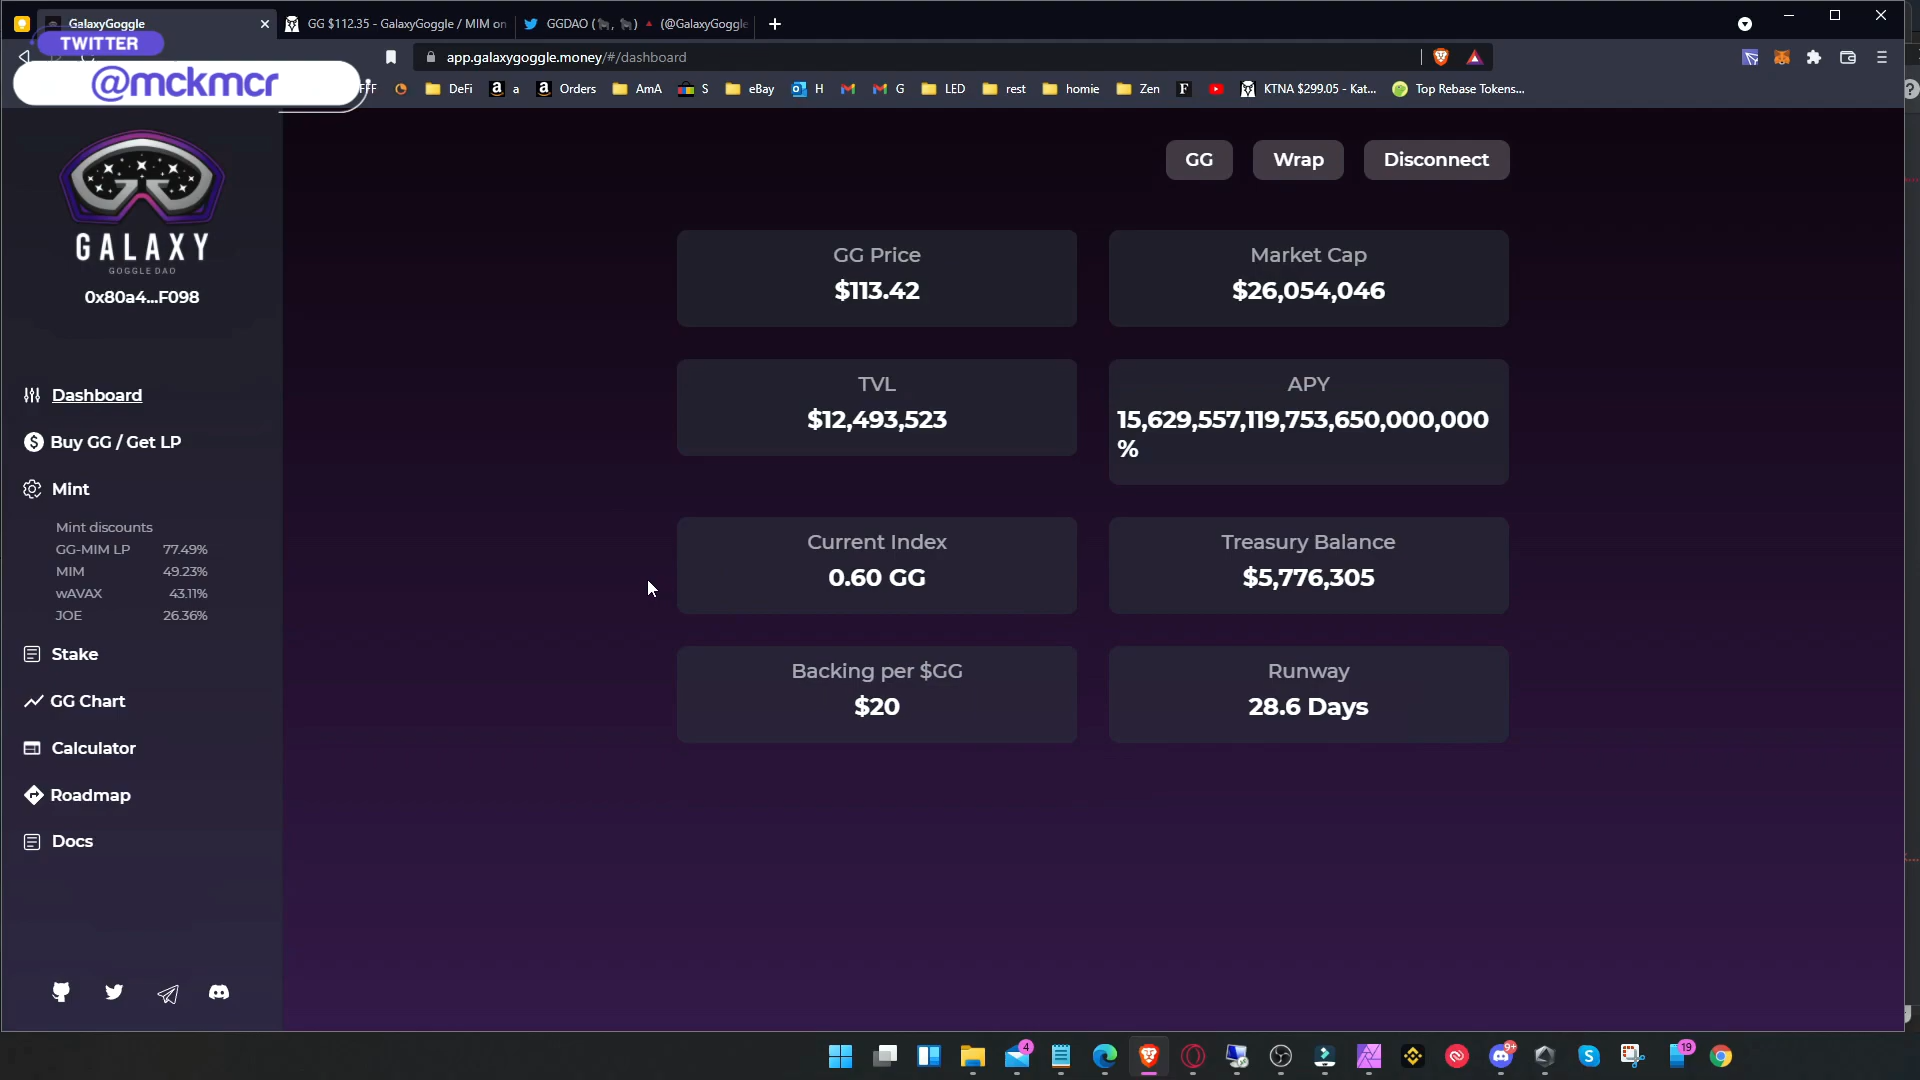 GalaxyGoggle
GG $112.35 - GalaxyGoggle / MIM on
GGDAO (🦍, 🦍) 🔺 (@GalaxyGoggle
TWITTER
@mckmcr
app.galaxygoggle.money/#/dashboard
DeFi
a
Orders
AmA
S
eBay
H
G
LED
rest
homie
Zen
KTNA $299.05 - Kat...
Top Rebase Tokens...
GALAXY
GOGGLE DAO
0x80a4...F098
Dashboard
Buy GG / Get LP
Mint
Mint discounts
GG-MIM LP 77.49%
MIM 49.23%
wAVAX 43.11%
JOE 26.36%
Stake
GG Chart
Calculator
Roadmap
Docs
GG
Wrap
Disconnect
GG Price
$113.42
Market Cap
$26,054,046
TVL
$12,493,523
APY
15,629,557,119,753,650,000,000
%
Current Index
0.60 GG
Treasury Balance
$5,776,305
Backing per $GG
$20
Runway
28.6 Days
4
9+
19